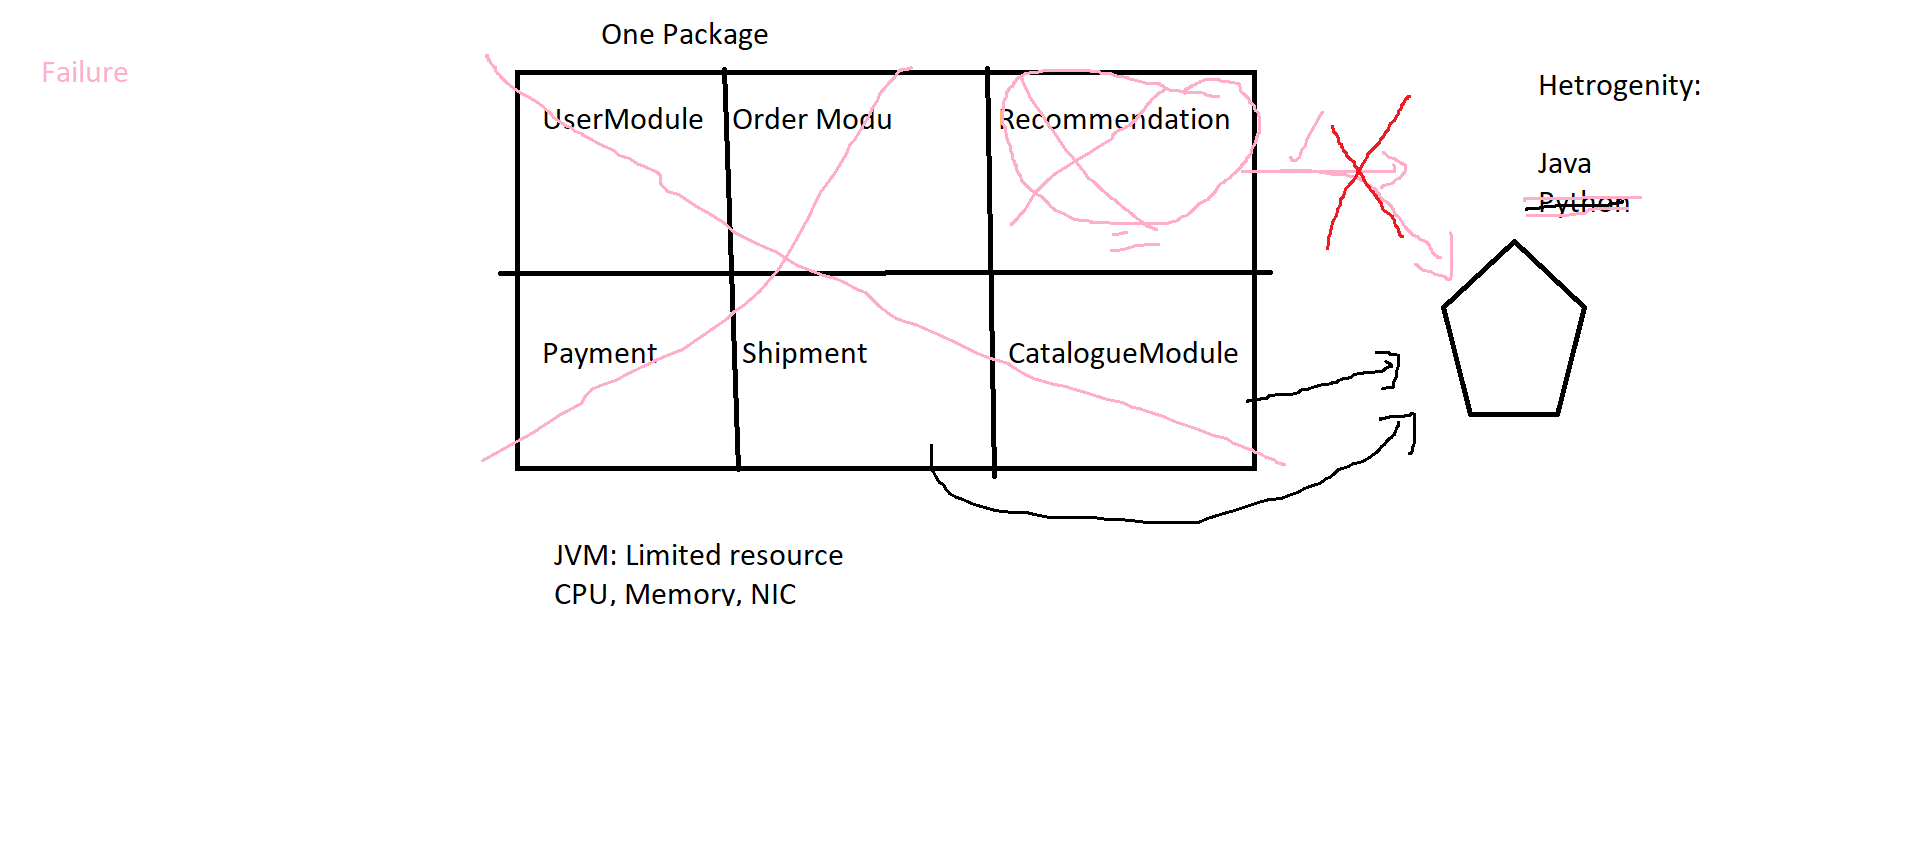 One Package
Failure
Hetrogenity:
UserModule
Order Modu
Recommendation
Java
Python
Payment
Shipment
CatalogueModule
JVM: Limited resource
CPU, Memory, NIC